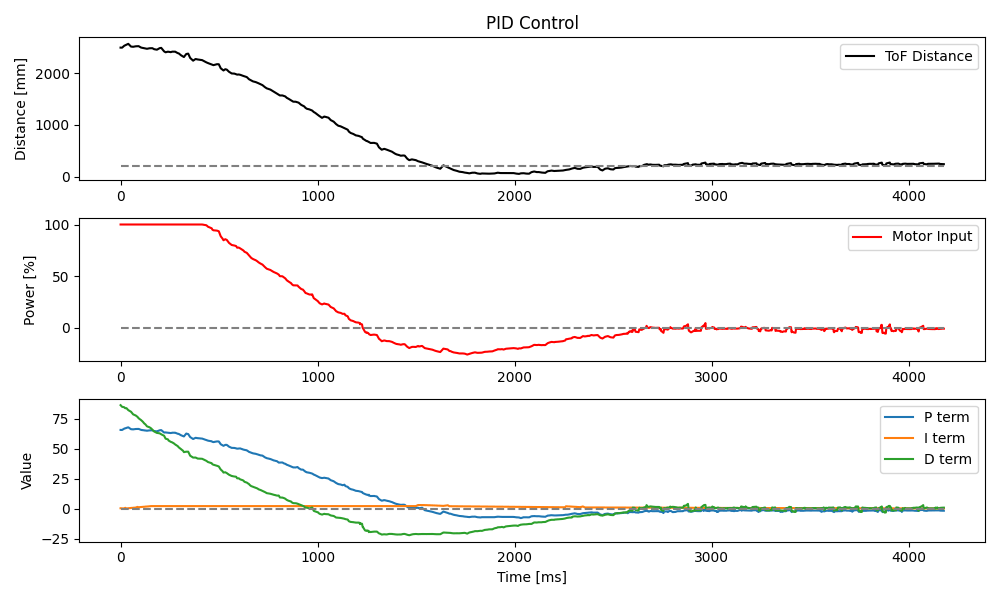 PID Control
Distance [mm]
2000
1000
0
ToF Distance
0 1000 2000 3000 4000
Power [%]
100
50
0
Motor Input
0 1000 2000 3000 4000
Value
75
50
25
0
−25
P term
I term
D term
0 1000 2000 3000 4000
Time [ms]